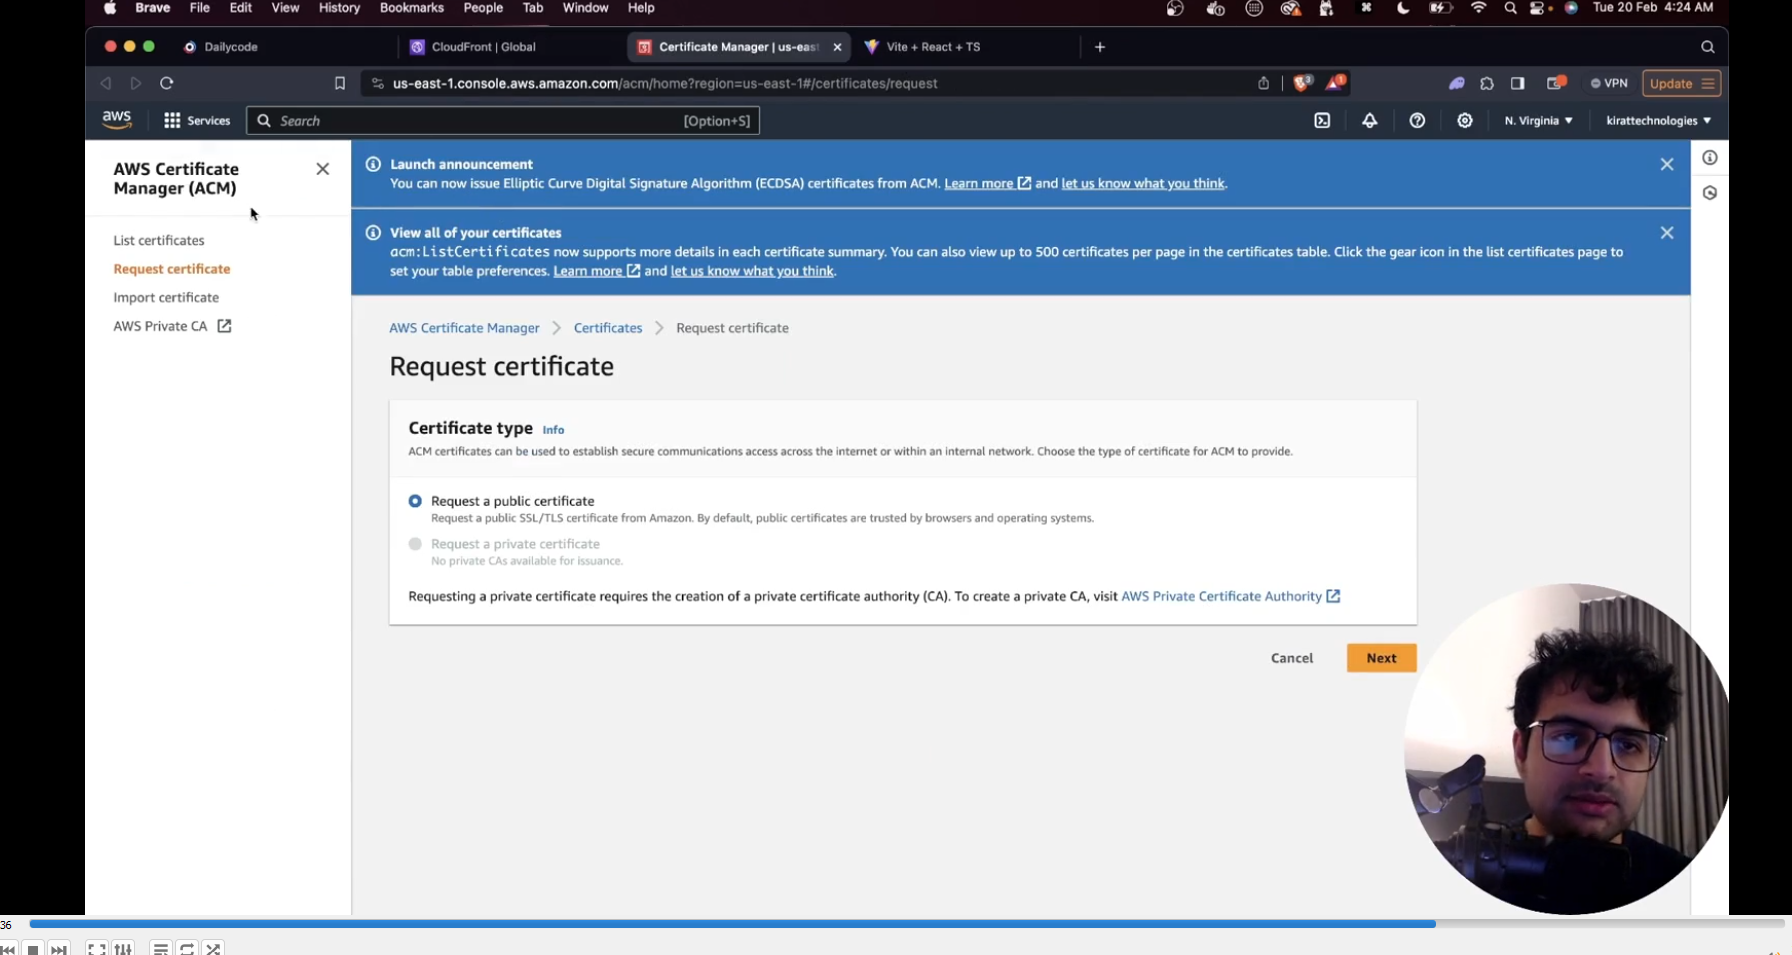 Brave File Edit View History Bookmarks People Tab Window Help Tue 20 Feb 4:24 AM
Dailycode CloudFront | Global Certificate Manager | us-east Vite + React + TS
us-east-1.console.aws.amazon.com/acm/home?region=us-east-1#/certificates/request VPN Update
aws Services Search [Option+S] N. Virginia kirattechnologies
AWS Certificate
Manager (ACM)
List certificates
Request certificate
Import certificate
AWS Private CA
Launch announcement
You can now issue Elliptic Curve Digital Signature Algorithm (ECDSA) certificates from ACM. Learn more and let us know what you think.
View all of your certificates
acm:ListCertificates now supports more details in each certificate summary. You can also view up to 500 certificates per page in the certificates table. Click the gear icon in the list certificates page to
set your table preferences. Learn more and let us know what you think.
AWS Certificate Manager Certificates Request certificate
Request certificate
Certificate type Info
ACM certificates can be used to establish secure communications access across the internet or within an internal network. Choose the type of certificate for ACM to provide.
Request a public certificate
Request a public SSL/TLS certificate from Amazon. By default, public certificates are trusted by browsers and operating systems.
Request a private certificate
No private CAs available for issuance.
Requesting a private certificate requires the creation of a private certificate authority (CA). To create a private CA, visit AWS Private Certificate Authority
Cancel Next
36